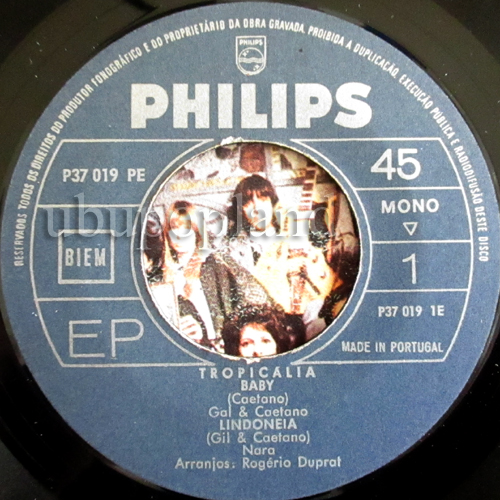 RESERVADOS TODOS OS DIREITOS DO PRODUTOR FONOGRÁFICO E DO PROPRIETÁRIO DA OBRA GRAVADA. PROIBIDA A DUPLICAÇÃO, EXECUÇÃO PÚBLICA E RADIODIFUSÃO DESTE DISCO
PHILIPS
PHILIPS
P37 019 PE
45
MONO
ubupopland
BIEM
1
EP
P37 019 1E
MADE IN PORTUGAL
TROPICÁLIA
BABY
(Caetano)
Gal & Caetano
LINDONEIA
(Gil & Caetano)
Nara
Arranjos: Rogério Duprat